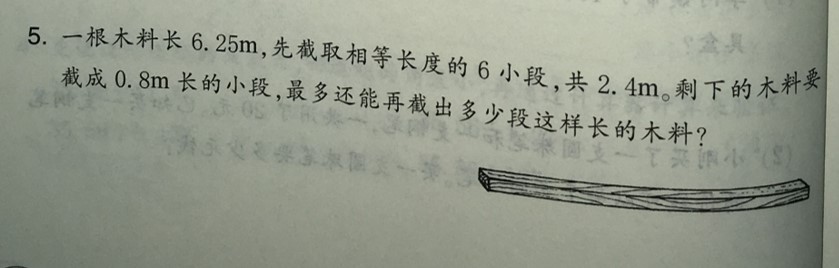 5. 一根木料长 6.25m,先截取相等长度的 6 小段,共 2.4m。剩下的木料要
截成 0.8m 长的小段,最多还能再截出多少段这样长的木料?